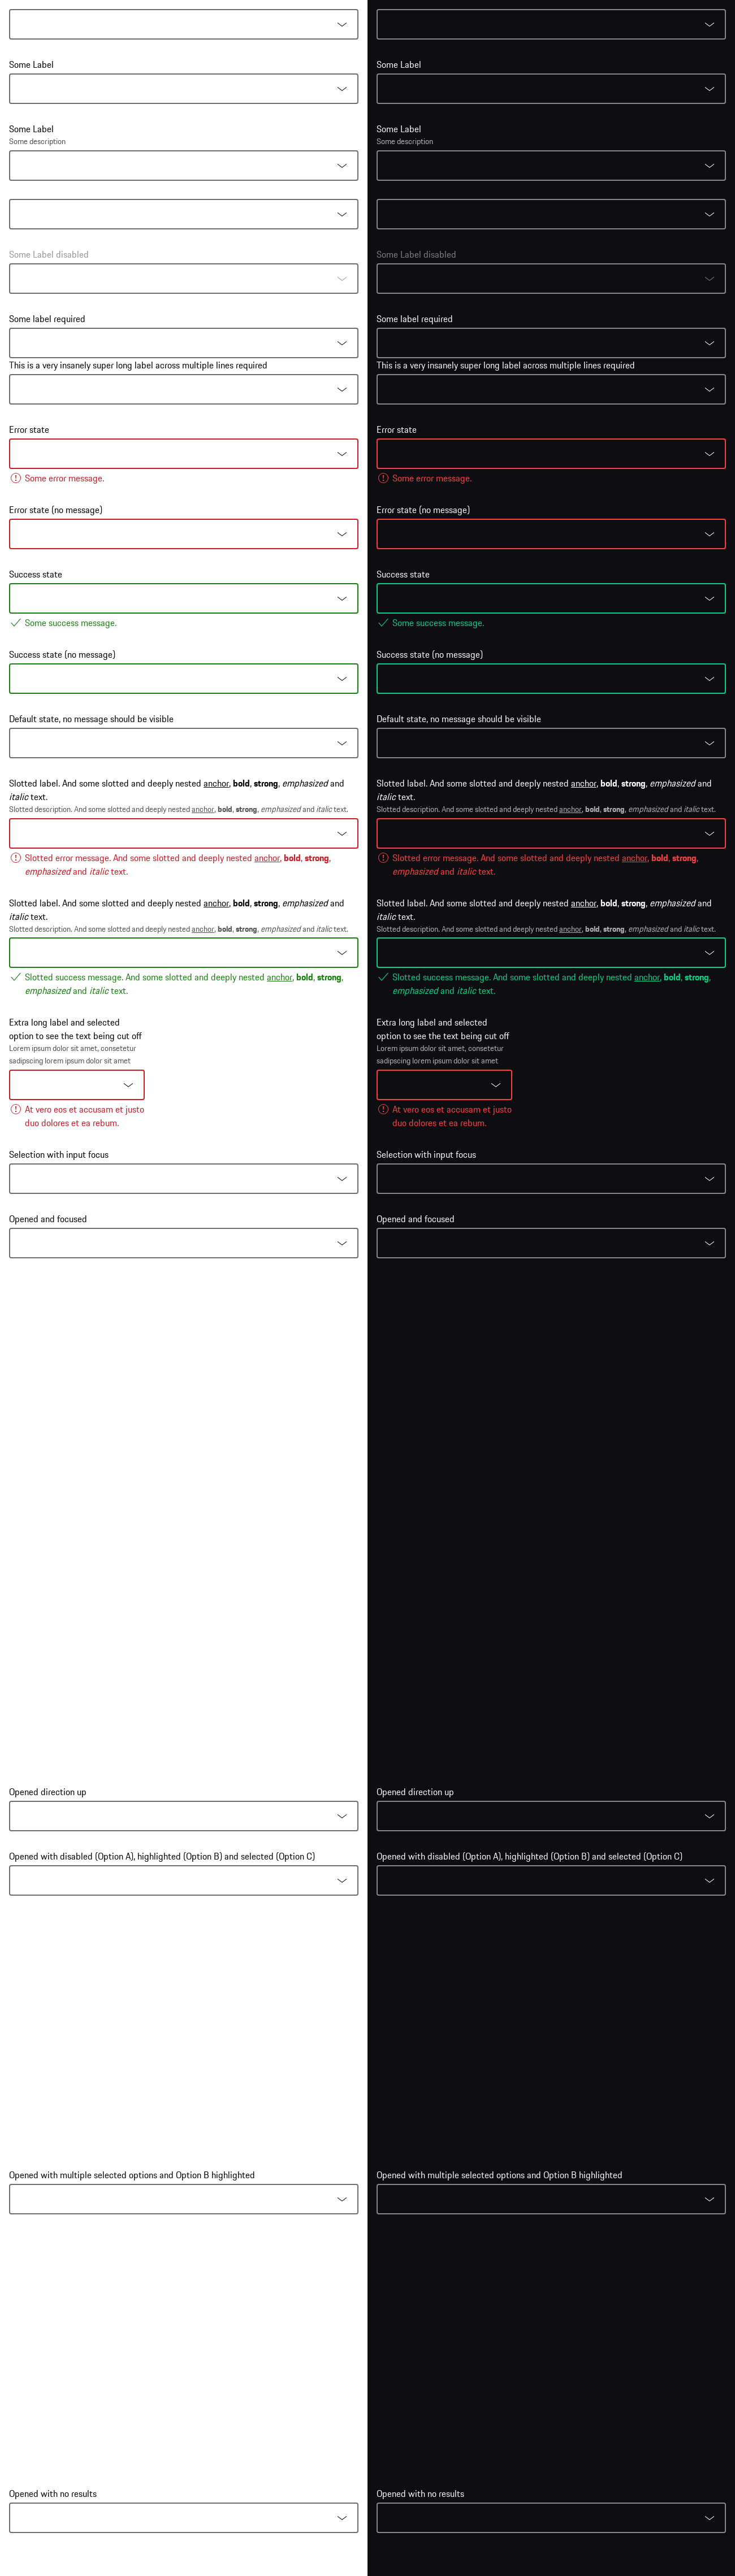 Some Label
Some Label
Some description
Some Label disabled
Some label required
This is a very insanely super long label across multiple lines required
Error state
Some error message.
Error state (no message)
Success state
Some success message.
Success state (no message)
Default state, no message should be visible
Slotted label. And some slotted and deeply nested anchor, bold, strong, emphasized and
italic text.
Slotted description. And some slotted and deeply nested anchor, bold, strong, emphasized and italic text.
Slotted error message. And some slotted and deeply nested anchor, bold, strong,
emphasized and italic text.
Slotted label. And some slotted and deeply nested anchor, bold, strong, emphasized and
italic text.
Slotted description. And some slotted and deeply nested anchor, bold, strong, emphasized and italic text.
Slotted success message. And some slotted and deeply nested anchor, bold, strong,
emphasized and italic text.
Extra long label and selected
option to see the text being cut off
Lorem ipsum dolor sit amet, consetetur
sadipscing lorem ipsum dolor sit amet
At vero eos et accusam et justo
duo dolores et ea rebum.
Selection with input focus
Opened and focused
Opened direction up
Opened with disabled (Option A), highlighted (Option B) and selected (Option C)
Opened with multiple selected options and Option B highlighted
Opened with no results
Some Label
Some Label
Some description
Some Label disabled
Some label required
This is a very insanely super long label across multiple lines required
Error state
Some error message.
Error state (no message)
Success state
Some success message.
Success state (no message)
Default state, no message should be visible
Slotted label. And some slotted and deeply nested anchor, bold, strong, emphasized and
italic text.
Slotted description. And some slotted and deeply nested anchor, bold, strong, emphasized and italic text.
Slotted error message. And some slotted and deeply nested anchor, bold, strong,
emphasized and italic text.
Slotted label. And some slotted and deeply nested anchor, bold, strong, emphasized and
italic text.
Slotted description. And some slotted and deeply nested anchor, bold, strong, emphasized and italic text.
Slotted success message. And some slotted and deeply nested anchor, bold, strong,
emphasized and italic text.
Extra long label and selected
option to see the text being cut off
Lorem ipsum dolor sit amet, consetetur
sadipscing lorem ipsum dolor sit amet
At vero eos et accusam et justo
duo dolores et ea rebum.
Selection with input focus
Opened and focused
Opened direction up
Opened with disabled (Option A), highlighted (Option B) and selected (Option C)
Opened with multiple selected options and Option B highlighted
Opened with no results